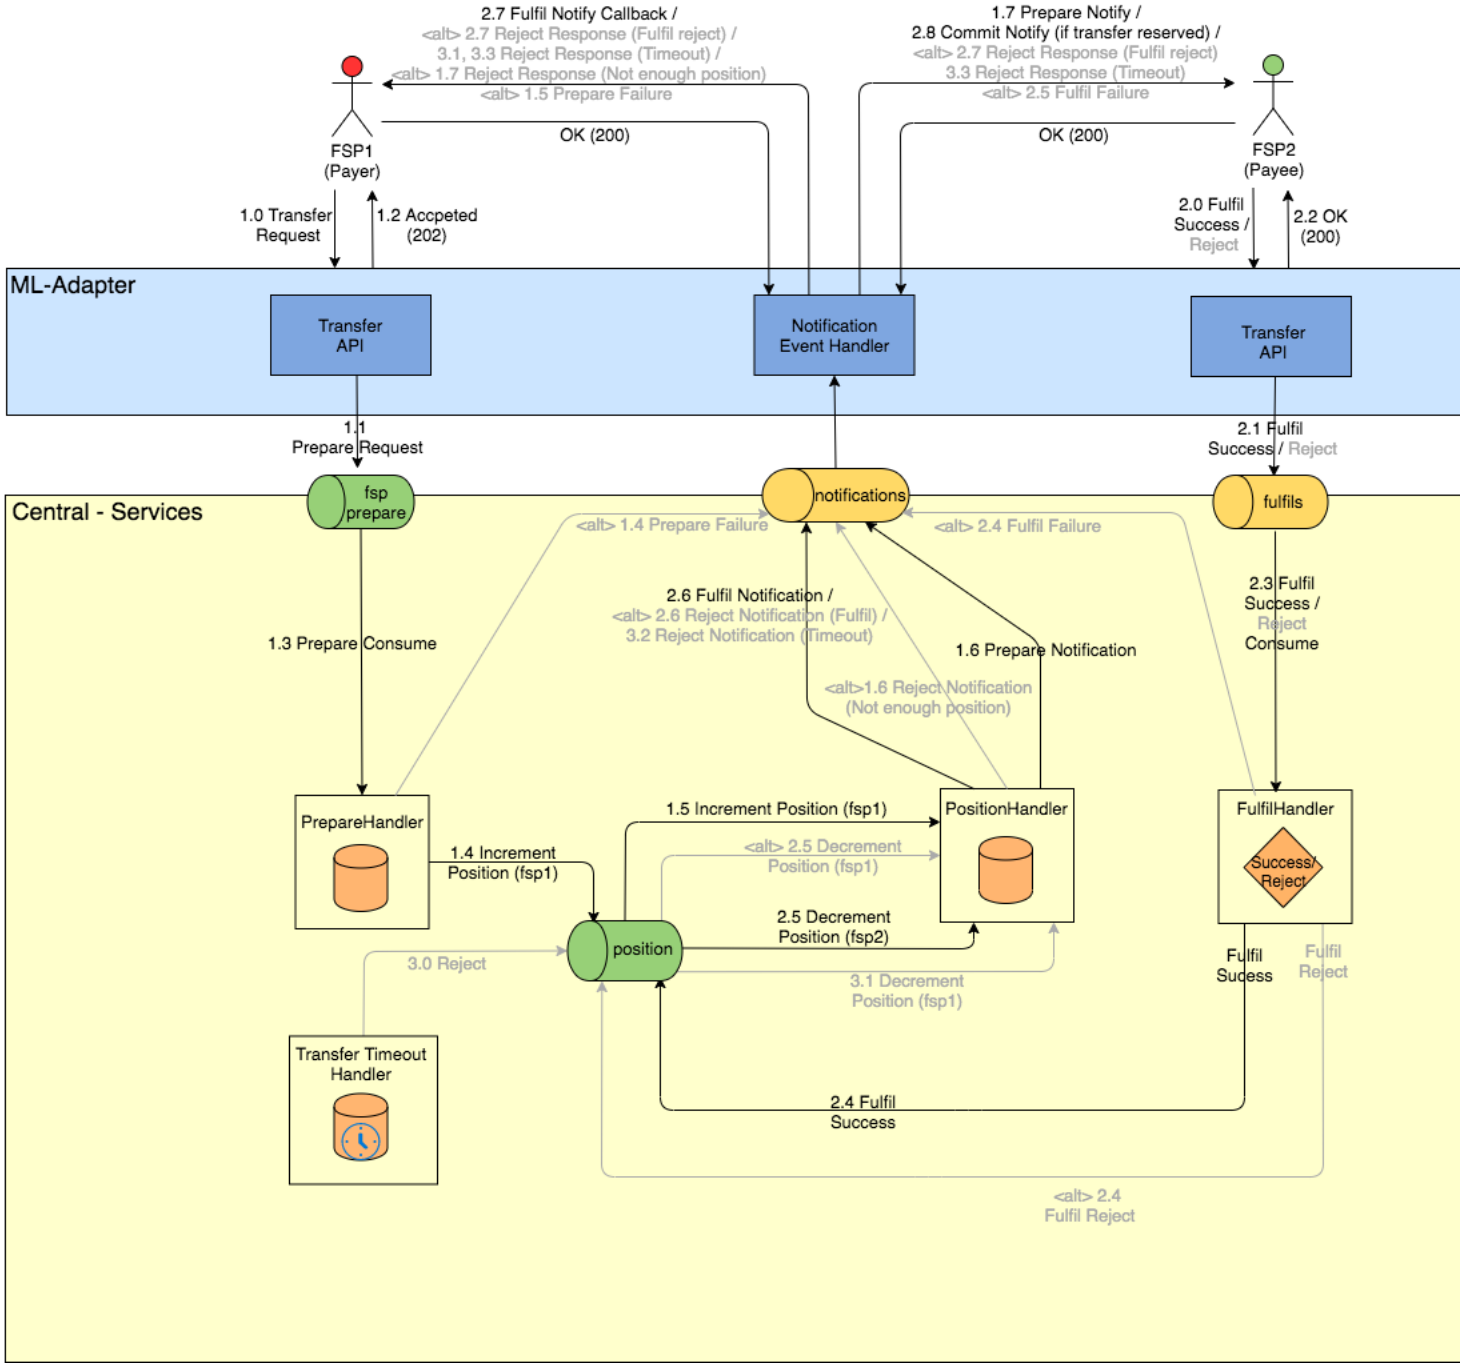 2.7 Fulfil Notify Callback /
<alt> 2.7 Reject Response (Fulfil reject) /
3.1, 3.3 Reject Response (Timeout) /
<alt> 1.7 Reject Response (Not enough position)
<alt> 1.5 Prepare Failure
1.7 Prepare Notify /
2.8 Commit Notify (if transfer reserved) /
<alt> 2.7 Reject Response (Fulfil reject)
3.3 Reject Response (Timeout)
<alt> 2.5 Fulfil Failure
OK (200)
OK (200)
FSP1
(Payer)
FSP2
(Payee)
1.0 Transfer
Request
1.2 Accpeted
(202)
2.0 Fulfil
Success /
Reject
2.2 OK
(200)
ML-Adapter
Transfer
API
Notification
Event Handler
Transfer
API
1.1
Prepare Request
2.1 Fulfil
Success / Reject
fsp
prepare
notifications
fulfils
Central - Services
<alt> 1.4 Prepare Failure
<alt> 2.4 Fulfil Failure
2.6 Fulfil Notification /
<alt> 2.6 Reject Notification (Fulfil) /
3.2 Reject Notification (Timeout)
2.3 Fulfil
Success /
Reject
Consume
1.3 Prepare Consume
1.6 Prepare Notification
<alt>1.6 Reject Notification
(Not enough position)
PrepareHandler
1.5 Increment Position (fsp1)
PositionHandler
FulfilHandler
1.4 Increment
Position (fsp1)
<alt> 2.5 Decrement
Position (fsp1)
Success/
Reject
2.5 Decrement
Position (fsp2)
position
3.0 Reject
3.1 Decrement
Position (fsp1)
Fulfil
Sucess
Fulfil
Reject
Transfer Timeout
Handler
2.4 Fulfil
Success
<alt> 2.4
Fulfil Reject